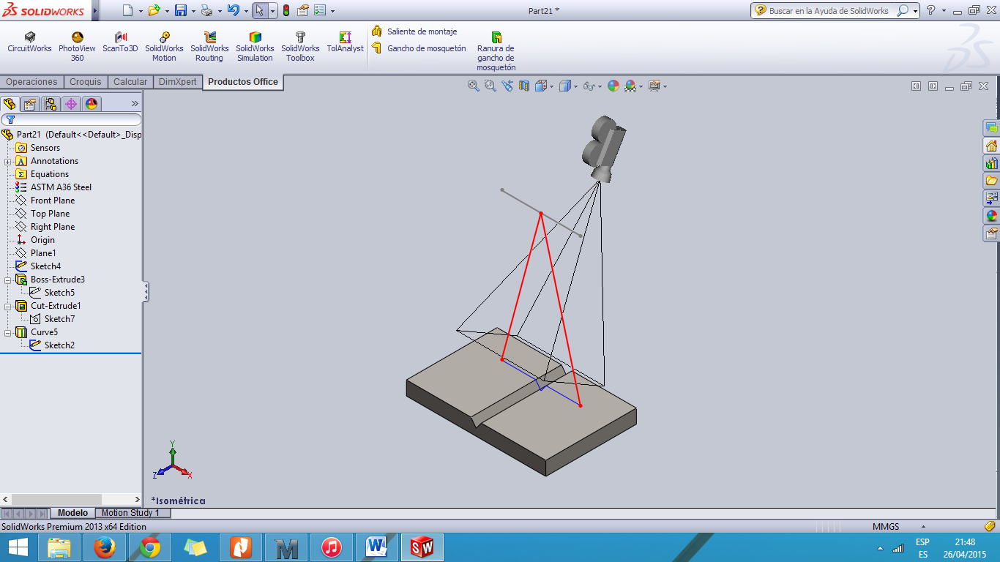 SOLIDWORKS
Part21 *
Buscar en la Ayuda de SolidWorks
CircuitWorks
PhotoView
360
ScanTo3D
SolidWorks
Motion
SolidWorks
Routing
SolidWorks
Simulation
SolidWorks
Toolbox
TolAnalyst
Saliente de montaje
Gancho de mosquetón
Ranura de
gancho de
mosquetón
Operaciones
Croquis
Calcular
DimXpert
Productos Office
Part21 (Default<<Default>_Disp
Sensors
Annotations
Equations
ASTM A36 Steel
Front Plane
Top Plane
Right Plane
Origin
Plane1
Sketch4
Boss-Extrude3
Sketch5
Cut-Extrude1
Sketch7
Curve5
Sketch2
Y
Z
X
*Isométrica
Modelo
Motion Study 1
SolidWorks Premium 2013 x64 Edition
MMGS
ESP
ES
21:48
26/04/2015